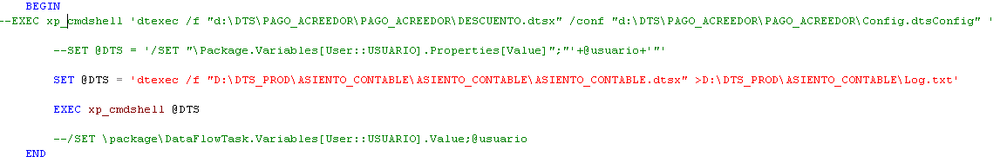 BEGIN
--EXEC xp_cmdshell 'dtexec /f "d:\DTS\PAGO_ACREEDOR\PAGO_ACREEDOR\DESCUENTO.dtsx" /conf "d:\DTS\PAGO_ACREEDOR\PAGO_ACREEDOR\Config.dtsConfig" '
--SET @DTS = '/SET "\Package.Variables[User::USUARIO].Properties[Value]";"'+@usuario+'"'
SET @DTS = 'dtexec /f "D:\DTS_PROD\ASIENTO_CONTABLE\ASIENTO_CONTABLE\ASIENTO_CONTABLE.dtsx" >D:\DTS_PROD\ASIENTO_CONTABLE\Log.txt'
EXEC xp_cmdshell @DTS
--/SET \package\DataFlowTask.Variables[User::USUARIO].Value;@usuario
END